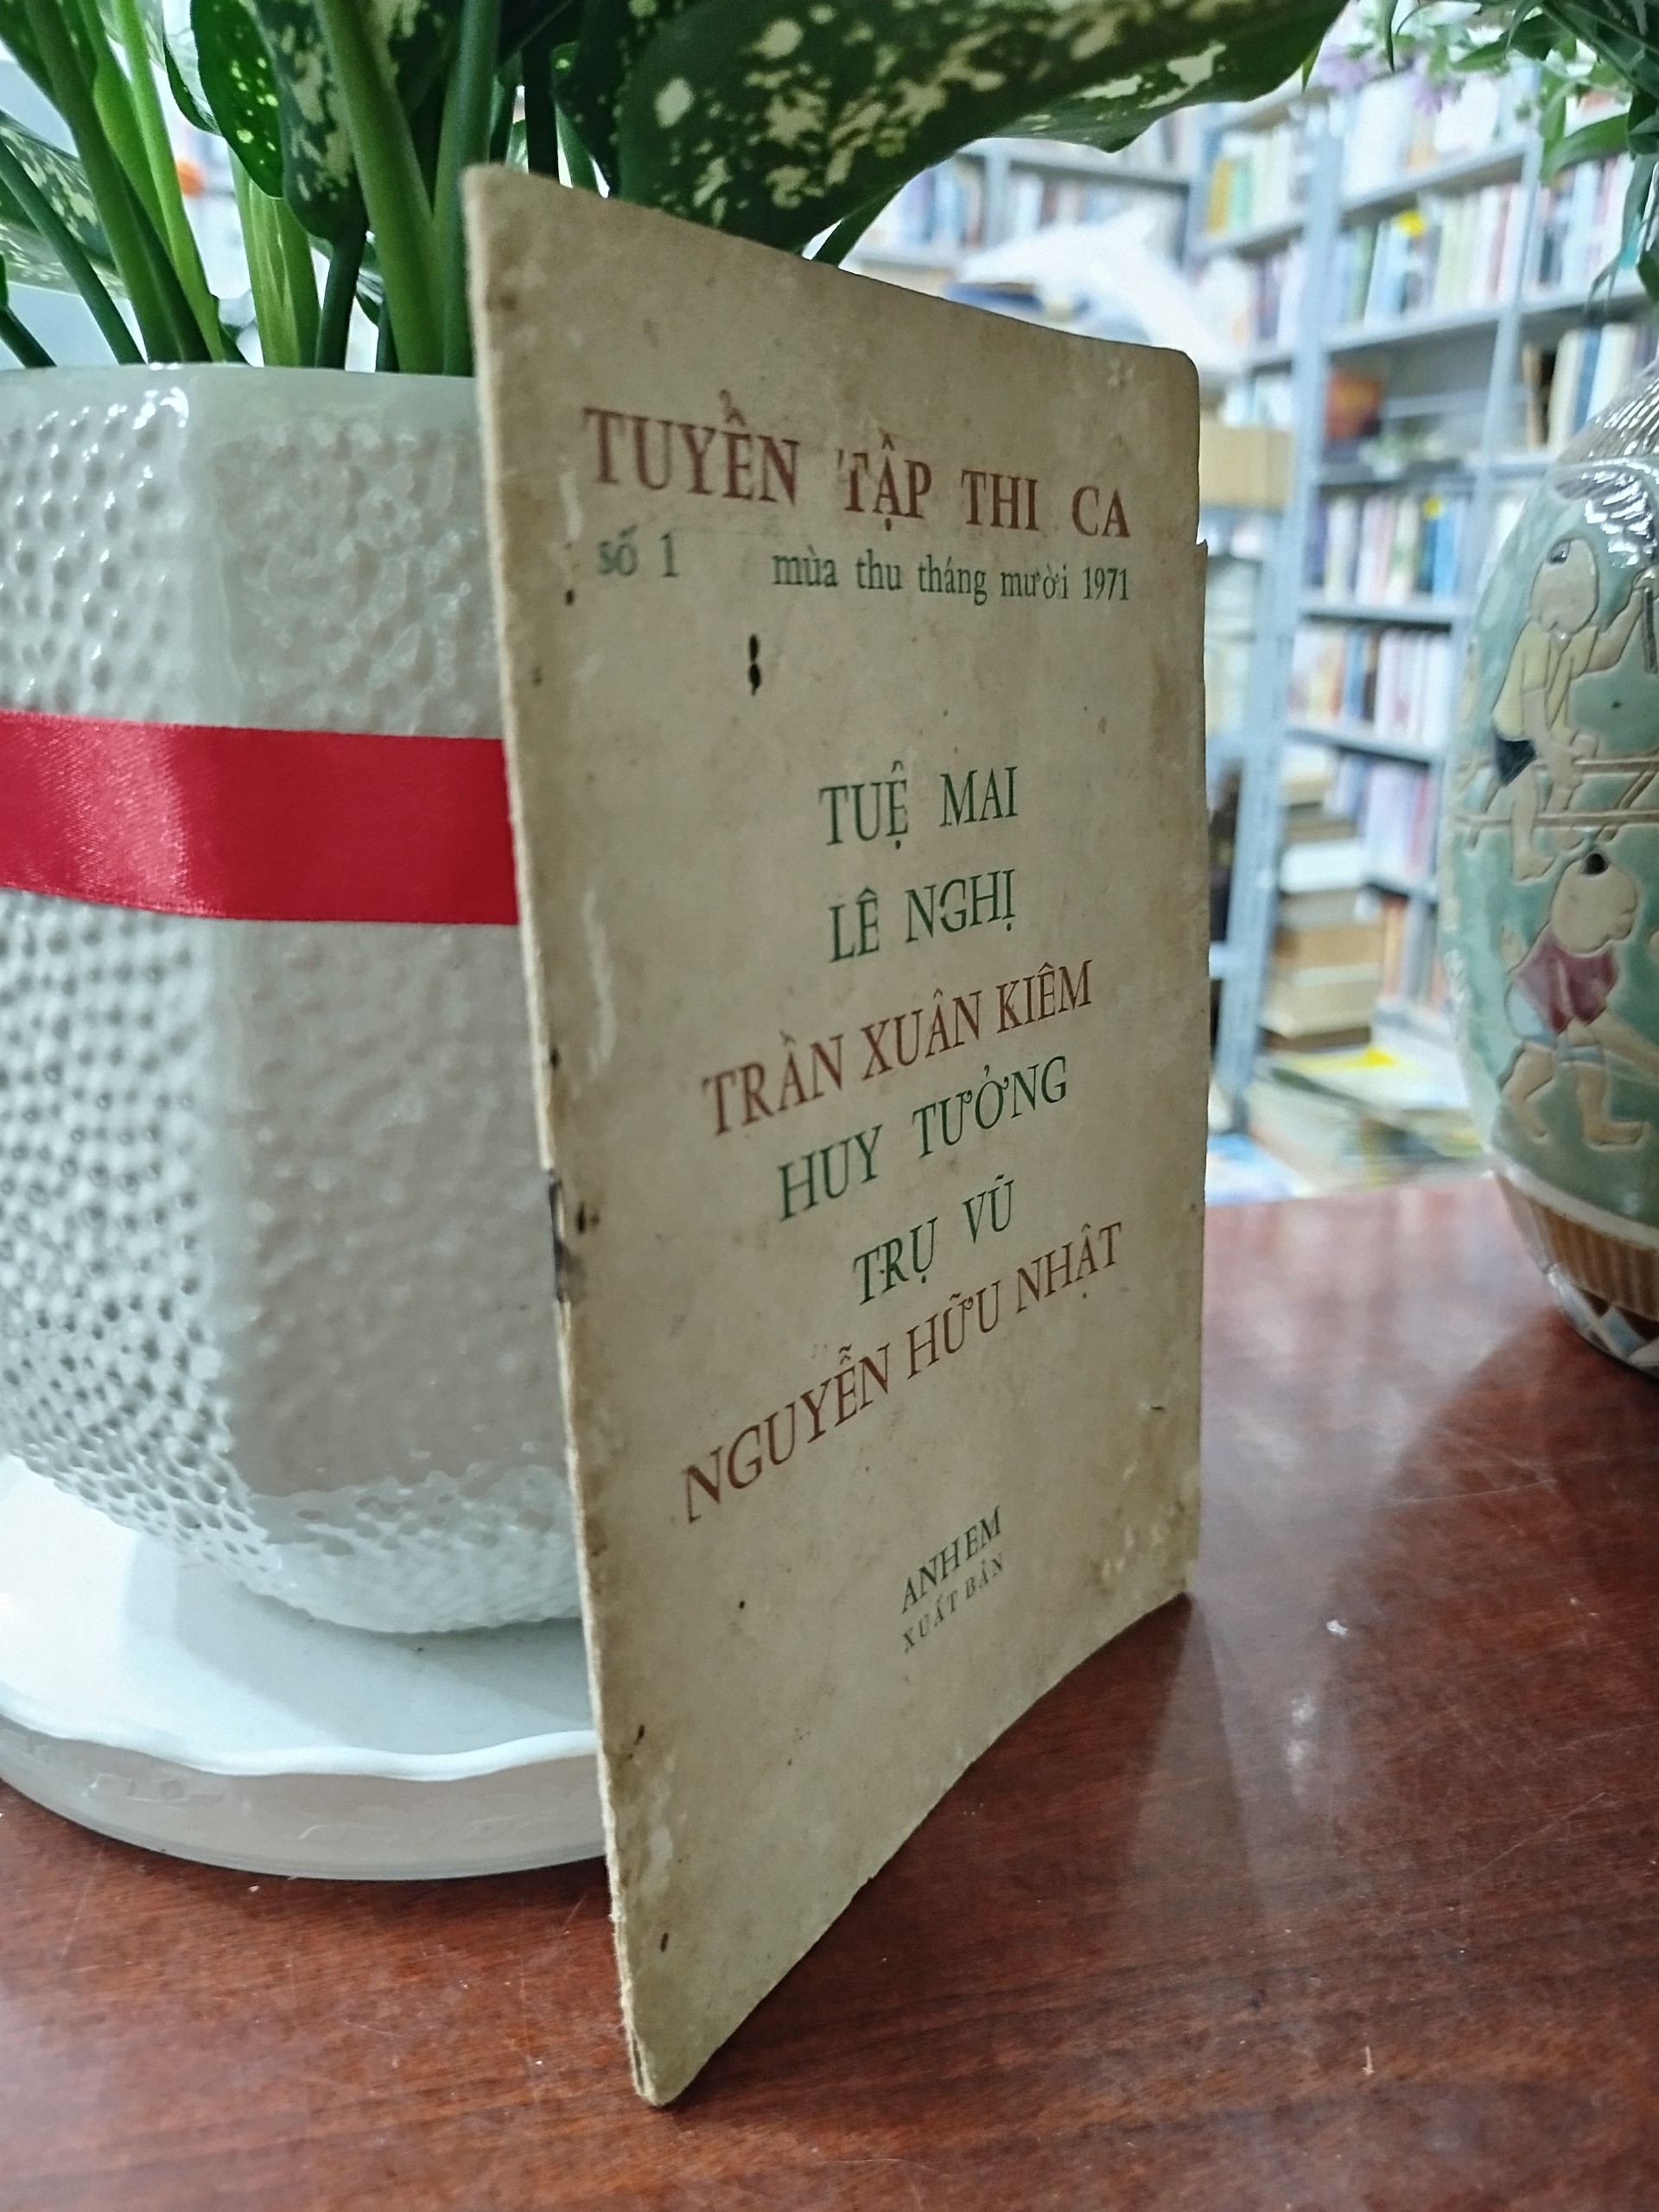 TUYỂN TẬP THI CA
số 1 mùa thu tháng mười 1971
TUỆ MAI
LÊ NGHỊ
TRẦN XUÂN KIÊM
HUY TƯỞNG
TRỤ VŨ
NGUYỄN HỮU NHẬT
ANH EM
XUẤT BẢN